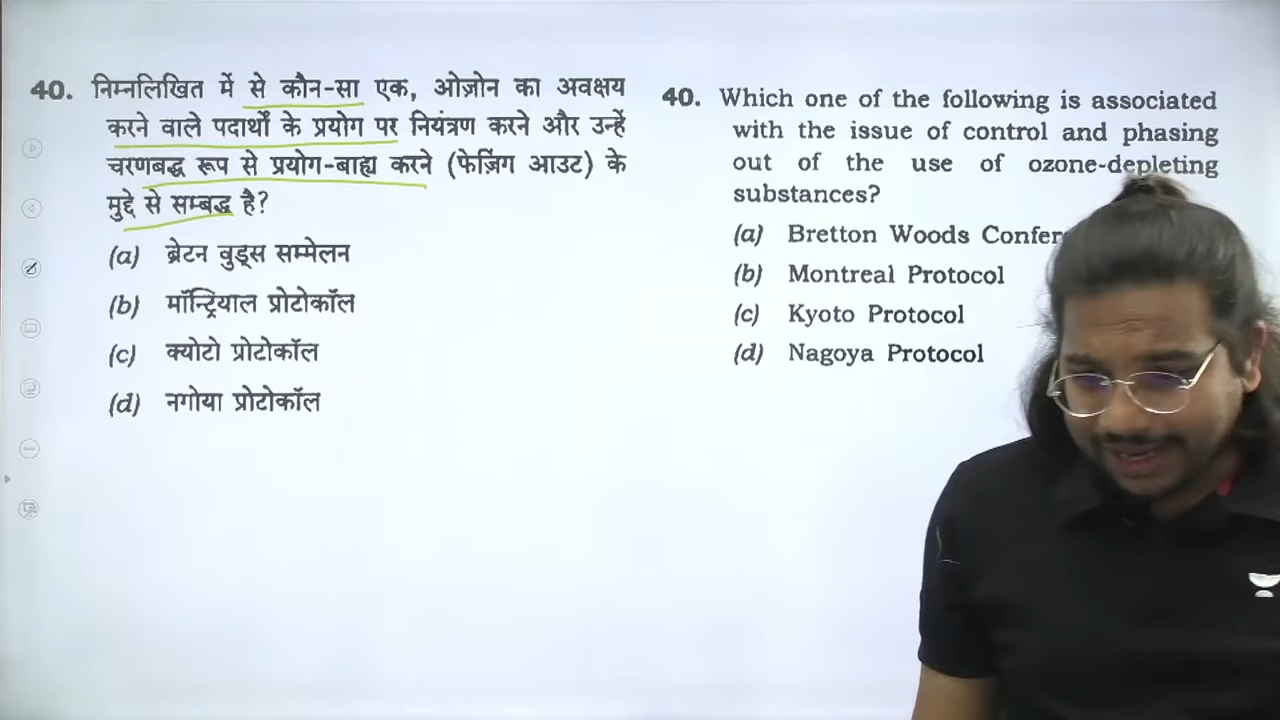 40. निम्नलिखित में से कौन-सा एक, ओज़ोन का अवक्षय
करने वाले पदार्थों के प्रयोग पर नियंत्रण करने और उन्हें
चरणबद्ध रूप से प्रयोग-बाह्य करने (फेज़िंग आउट) के
मुद्दे से सम्बद्ध है?
(a) ब्रेटन वुड्स सम्मेलन
(b) मॉन्ट्रियाल प्रोटोकॉल
(c) क्योटो प्रोटोकॉल
(d) नगोया प्रोटोकॉल
40. Which one of the following is associated
with the issue of control and phasing
out of the use of ozone-depleting
substances?
(a) Bretton Woods
(b) Montreal Protocol
(c) Kyoto Protocol
(d) Nagoya Protocol